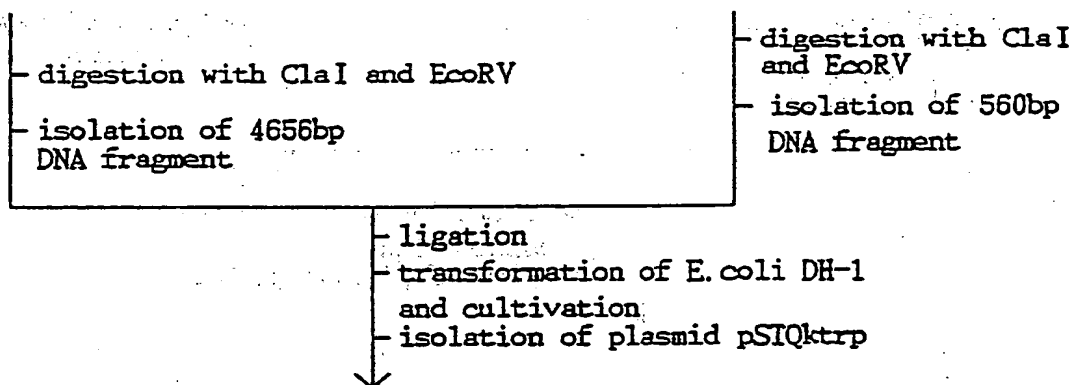 digestion with ClaI and EcoRV
isolation of 4656bp
DNA fragment
digestion with ClaI
and EcoRV
isolation of 560bp
DNA fragment
ligation
transformation of E.coli DH-1
and cultivation
isolation of plasmid pSTQktrp